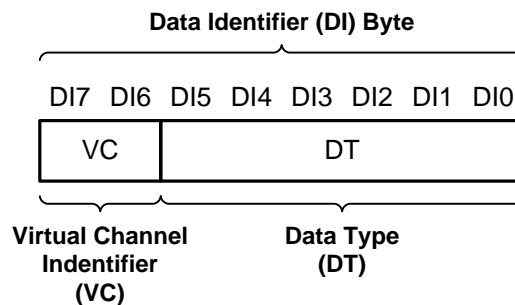 Data Identifier (DI) Byte
DI7 DI6 DI5 DI4 DI3 DI2 DI1 DI0
VC DT
Virtual Channel
Indentifier
(VC)
Data Type
(DT)